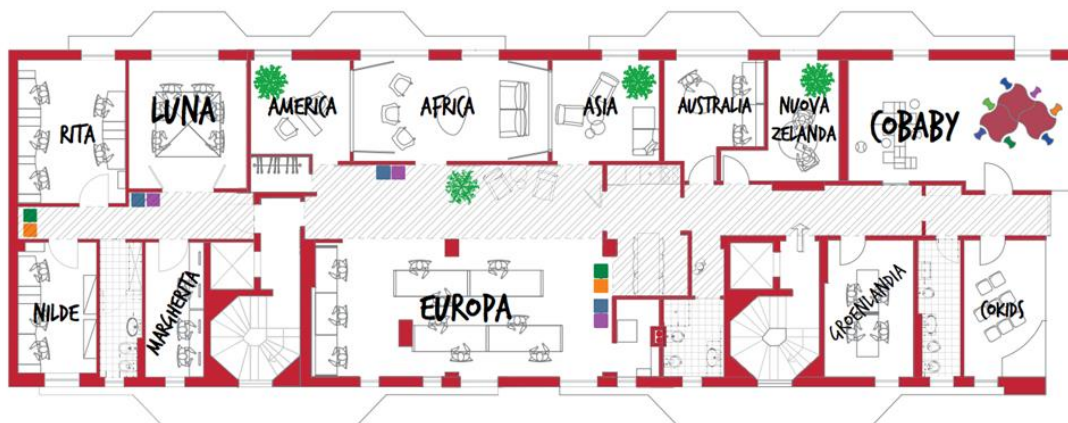 RITA
LUNA
AMERICA
AFRICA
ASIA
AUSTRALIA
NUOVA
ZELANDA
COBABY
NILDE
MARGHERITA
EUROPA
GROENLANDIA
COKIDS